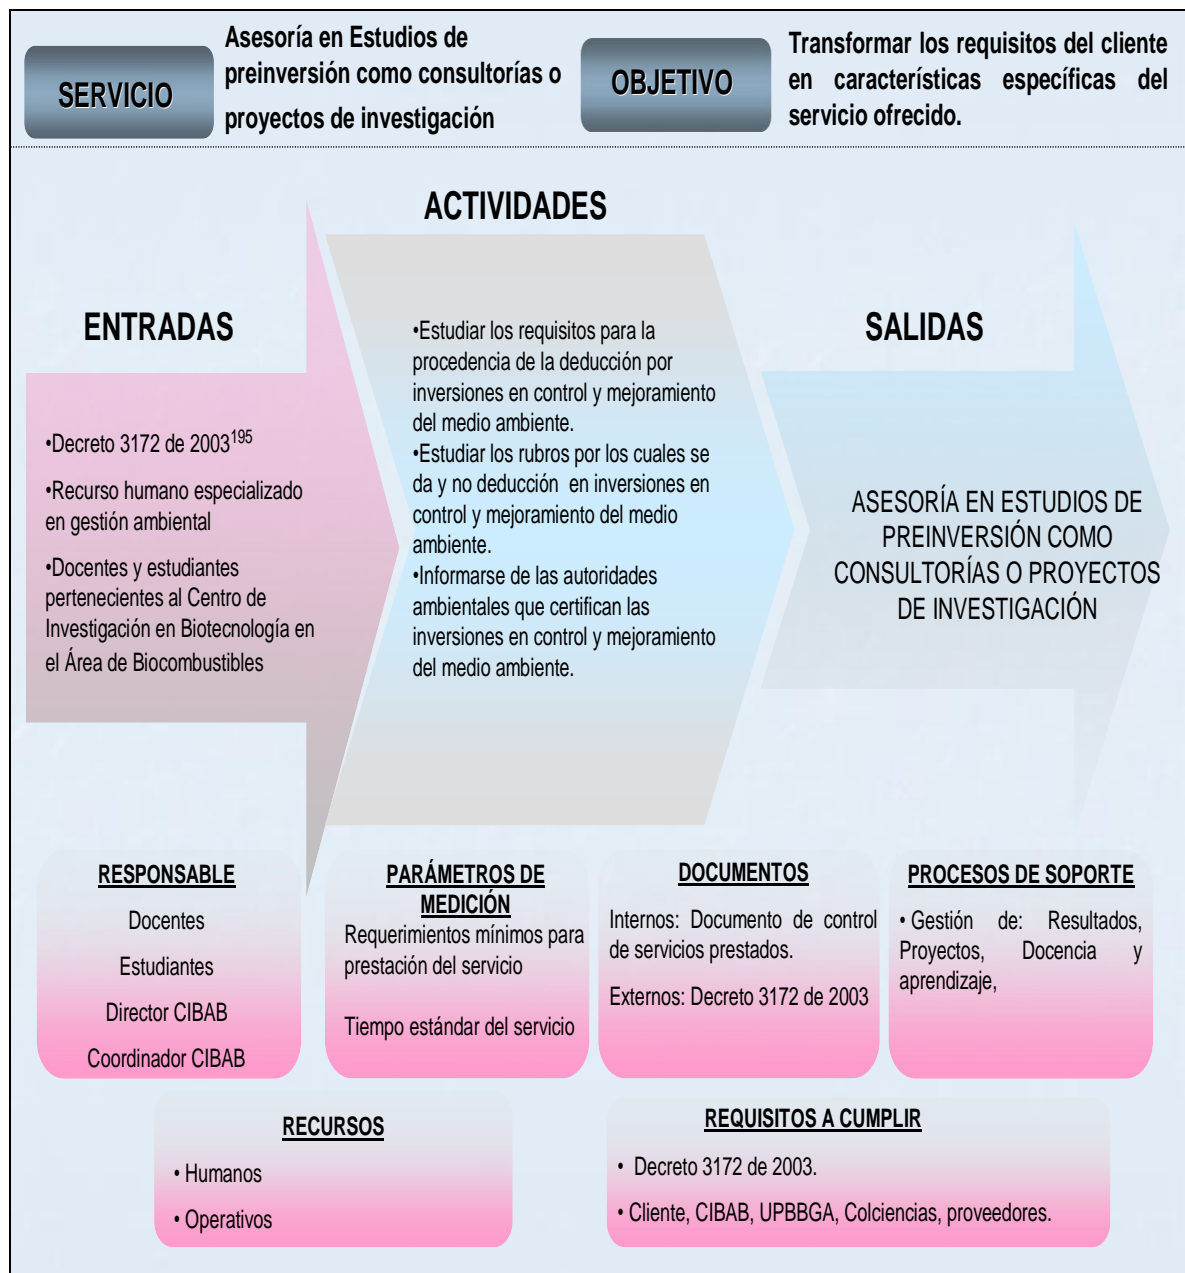 SERVICIO
Asesoría en Estudios de
preinversión como consultorías o
proyectos de investigación
OBJETIVO
Transformar los requisitos del cliente
en características específicas del
servicio ofrecido.
ACTIVIDADES
ENTRADAS
•Decreto 3172 de 2003195
•Recurso humano especializado
en gestión ambiental
•Docentes y estudiantes
pertenecientes al Centro de
Investigación en Biotecnología en
el Área de Biocombustibles
•Estudiar los requisitos para la
procedencia de la deducción por
inversiones en control y mejoramiento
del medio ambiente.
•Estudiar los rubros por los cuales se
da y no deducción en inversiones en
control y mejoramiento del medio
ambiente.
•Informarse de las autoridades
ambientales que certifican las
inversiones en control y mejoramiento
del medio ambiente.
SALIDAS
ASESORÍA EN ESTUDIOS DE
PREINVERSIÓN COMO
CONSULTORÍAS O PROYECTOS
DE INVESTIGACIÓN
RESPONSABLE
Docentes
Estudiantes
Director CIBAB
Coordinador CIBAB
PARÁMETROS DE
MEDICIÓN
Requerimientos mínimos para
prestación del servicio
Tiempo estándar del servicio
DOCUMENTOS
Internos: Documento de control
de servicios prestados.
Externos: Decreto 3172 de 2003
PROCESOS DE SOPORTE
• Gestión de: Resultados,
Proyectos, Docencia y
aprendizaje,
RECURSOS
• Humanos
• Operativos
REQUISITOS A CUMPLIR
• Decreto 3172 de 2003.
• Cliente, CIBAB, UPBBGA, Colciencias, proveedores.